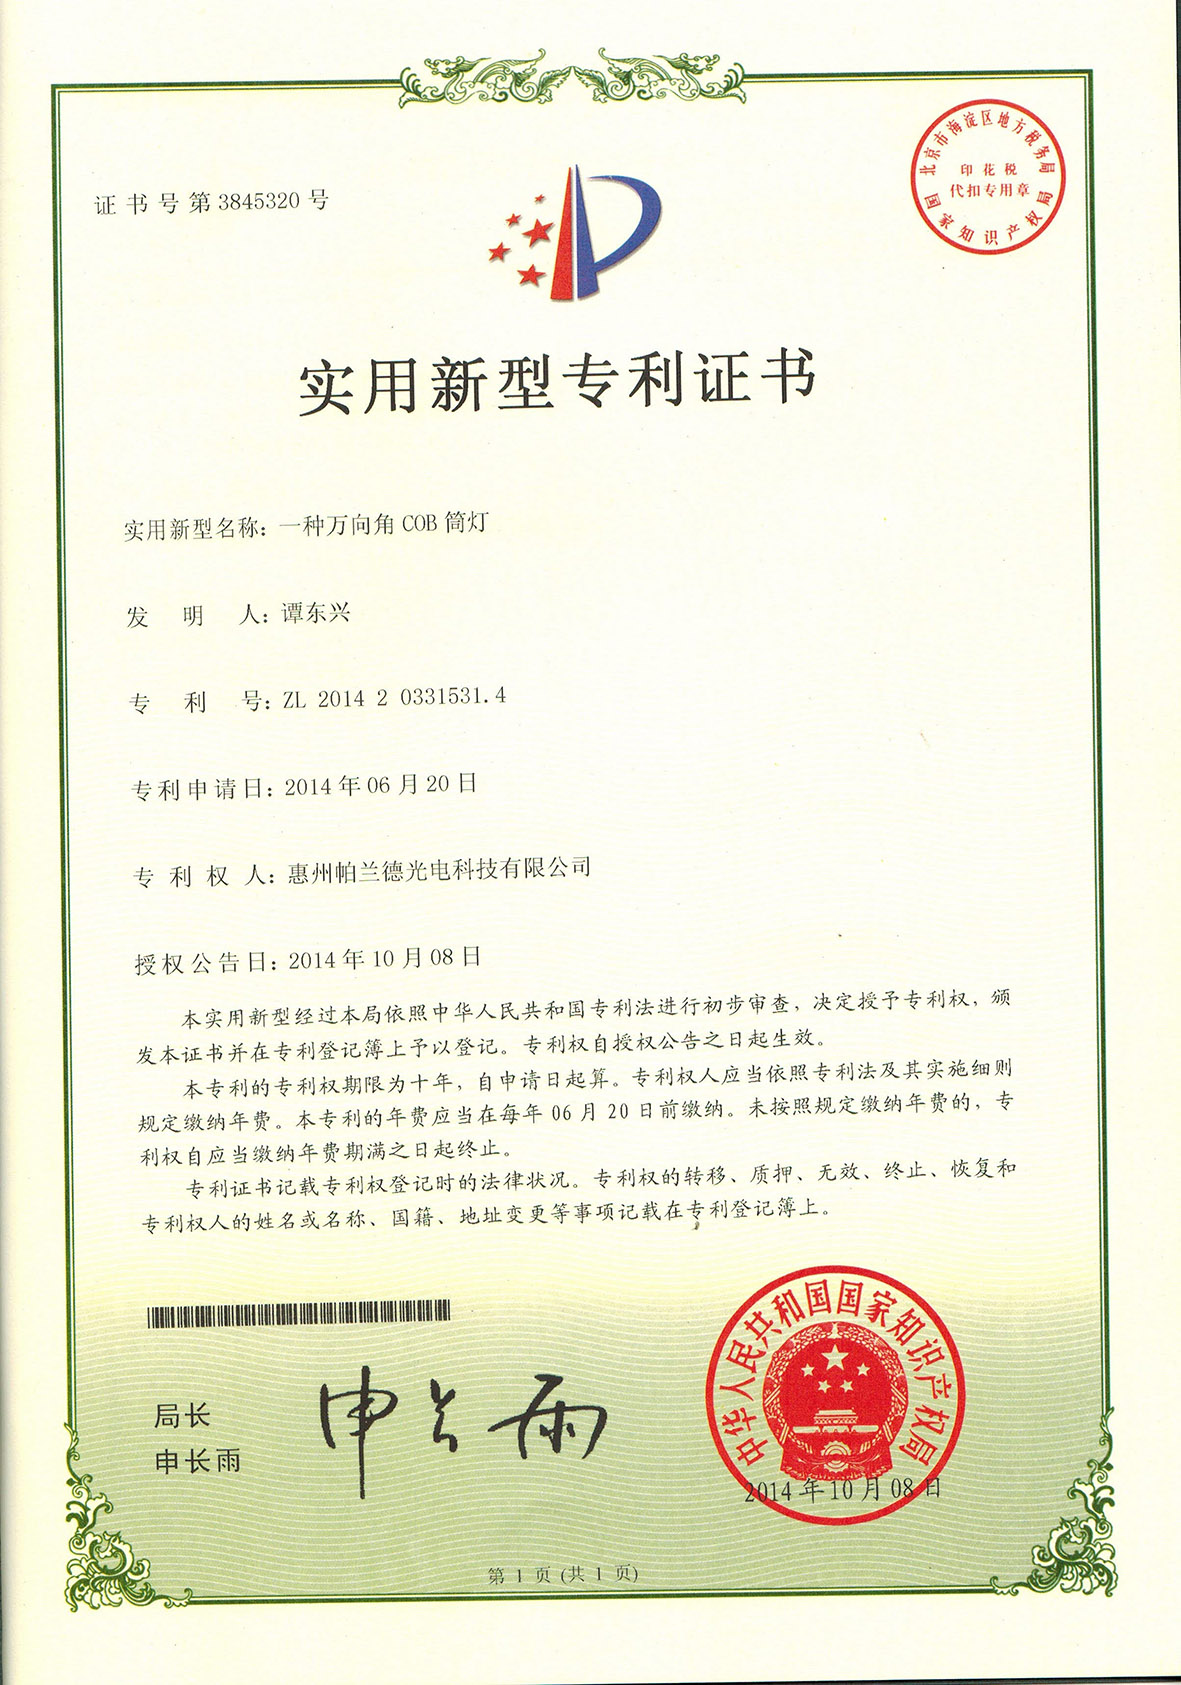 证书号第3845320号
北京市海淀区地方税务局
印花税
代扣专用章
国家知识产权局
实用新型专利证书
实用新型名称：一种万向角COB筒灯
发明人：谭东兴
专利号：ZL 2014 2 0331531.4
专利申请日：2014年06月20日
专利权人：惠州帕兰德光电科技有限公司
授权公告日：2014年10月08日
本实用新型经过本局依照中华人民共和国专利法进行初步审查，决定授予专利权，颁
发本证书并在专利登记簿上予以登记。专利权自授权公告之日起生效。
本专利的专利权期限为十年，自申请日起算。专利权人应当依照专利法及其实施细则
规定缴纳年费。本专利的年费应当在每年06月20日前缴纳。未按照规定缴纳年费的，专
利权自应当缴纳年费期满之日起终止。
专利证书记载专利权登记时的法律状况。专利权的转移、质押、无效、终止、恢复和
专利权人的姓名或名称、国籍、地址变更等事项记载在专利登记簿上。
局长
申长雨
申长雨
中华人民共和国国家知识产权局
2014年10月08日
第1页(共1页)